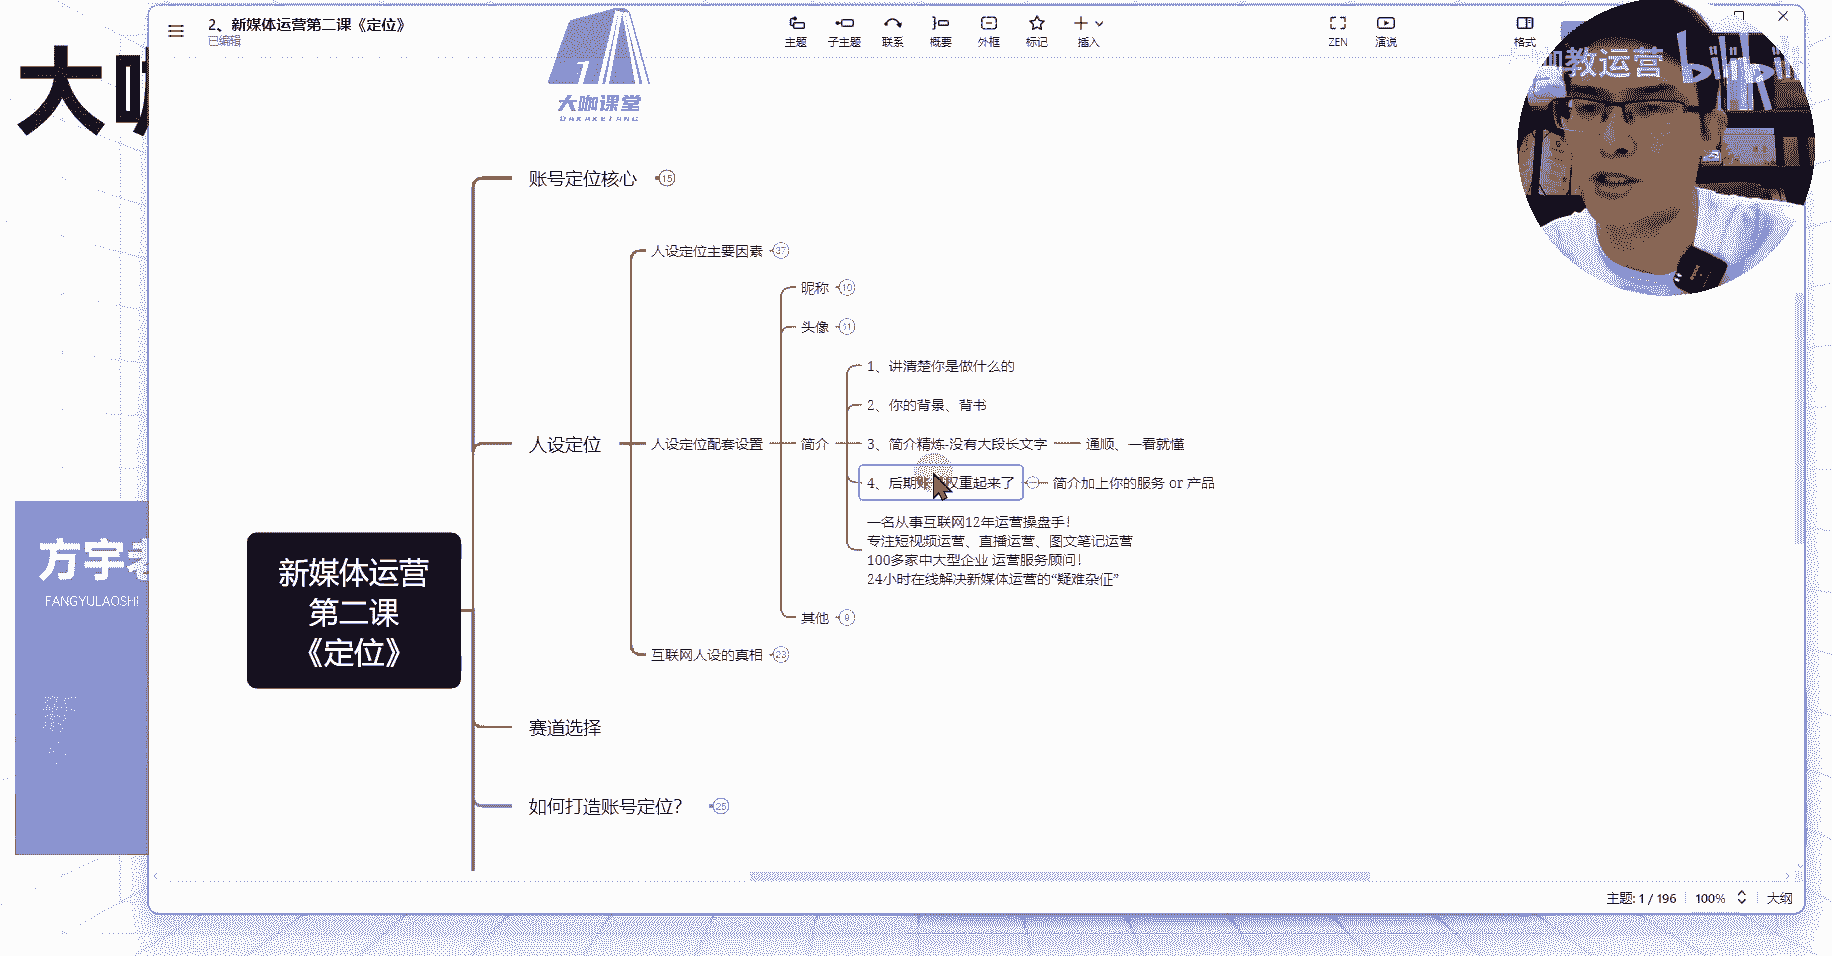 2、新媒体运营第二课《定位》
已编辑
主题
子主题
联系
概要
外框
标记
插入
ZEN
演说
格式
大
大咖课堂
DAKAKETANG
咖教运营
bilibili
账号定位核心
15
人设定位主要因素
37
昵称
10
头像
11
1、讲清楚你是做什么的
2、你的背景、背书
人设定位
人设定位配套设置
简介
3、简介精炼-没有大段长文字
通顺、一看就懂
4、后期账号权重起来了
简介加上你的服务 or 产品
一名从事互联网12年运营操盘手!
专注短视频运营、直播运营、图文笔记运营
100多家中大型企业 运营服务顾问!
24小时在线解决新媒体运营的“疑难杂症”
其他
9
互联网人设的真相
23
新媒体运营
第二课
《定位》
方宇老
FANGYULAOSHI
赛道选择
如何打造账号定位?
25
主题: 1 / 196
100%
大纲